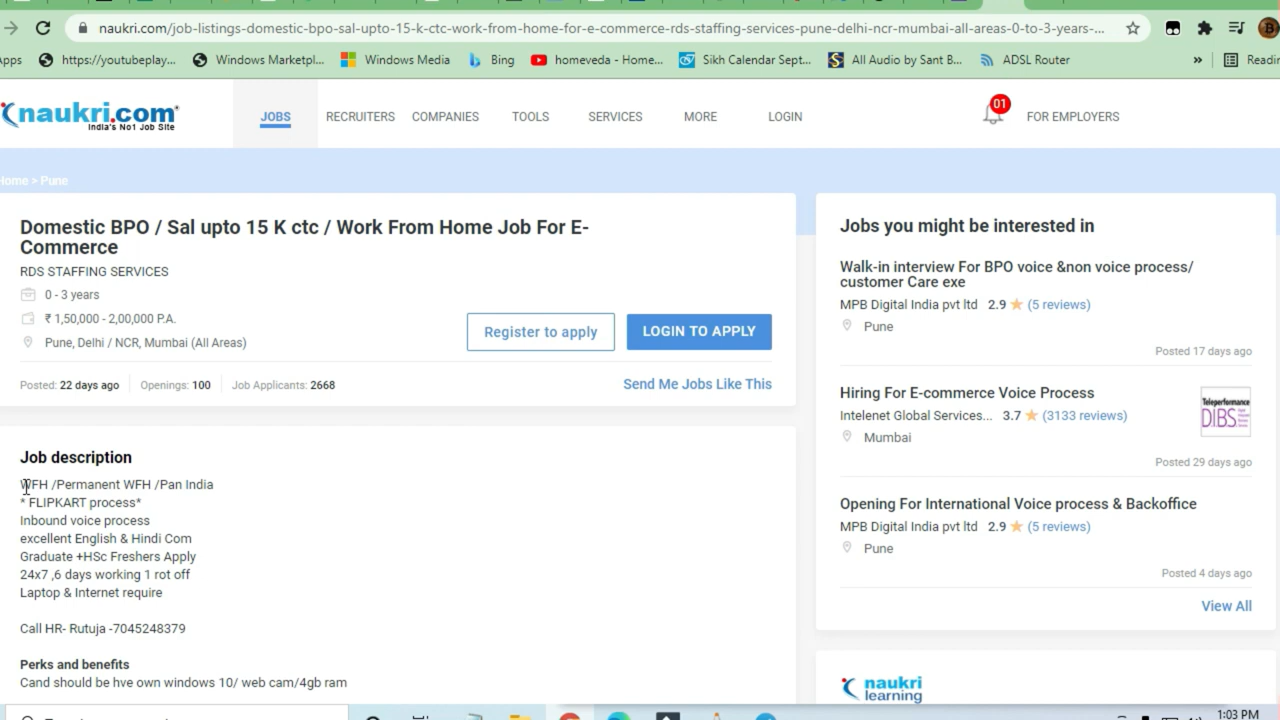 naukri.com/job-listings-domestic-bpo-sal-upto-15-k-ctc-work-from-home-for-e-commerce-rds-staffing-services-pune-delhi-ncr-mumbai-all-areas-0-to-3-years-...
https://youtubeplay... Windows Marketpl... Windows Media Bing homeveda - Home... Sikh Calendar Sept... All Audio by Sant B... ADSL Router »
naukri.com
India's No1 Job Site
JOBS RECRUITERS COMPANIES TOOLS SERVICES MORE LOGIN 01 FOR EMPLOYERS
Home > Pune
Domestic BPO / Sal upto 15 K ctc / Work From Home Job For E-
Commerce
RDS STAFFING SERVICES
0 - 3 years
₹ 1,50,000 - 2,00,000 P.A.
Pune, Delhi / NCR, Mumbai (All Areas)
Register to apply LOGIN TO APPLY
Posted: 22 days ago Openings: 100 Job Applicants: 2668 Send Me Jobs Like This
Job description
WFH /Permanent WFH /Pan India
* FLIPKART process*
Inbound voice process
excellent English & Hindi Com
Graduate +HSc Freshers Apply
24x7 ,6 days working 1 rot off
Laptop & Internet require
Call HR- Rutuja -7045248379
Perks and benefits
Cand should be hve own windows 10/ web cam/4gb ram
Jobs you might be interested in
Walk-in interview For BPO voice &non voice process/
customer Care exe
MPB Digital India pvt ltd 2.9 (5 reviews)
Pune
Posted 17 days ago
Hiring For E-commerce Voice Process
Intelenet Global Services... 3.7 (3133 reviews)
Teleperformance
DIBS
Mumbai
Posted 29 days ago
Opening For International Voice process & Backoffice
MPB Digital India pvt ltd 2.9 (5 reviews)
Pune
Posted 4 days ago
View All
naukri
learning
1:03 PM